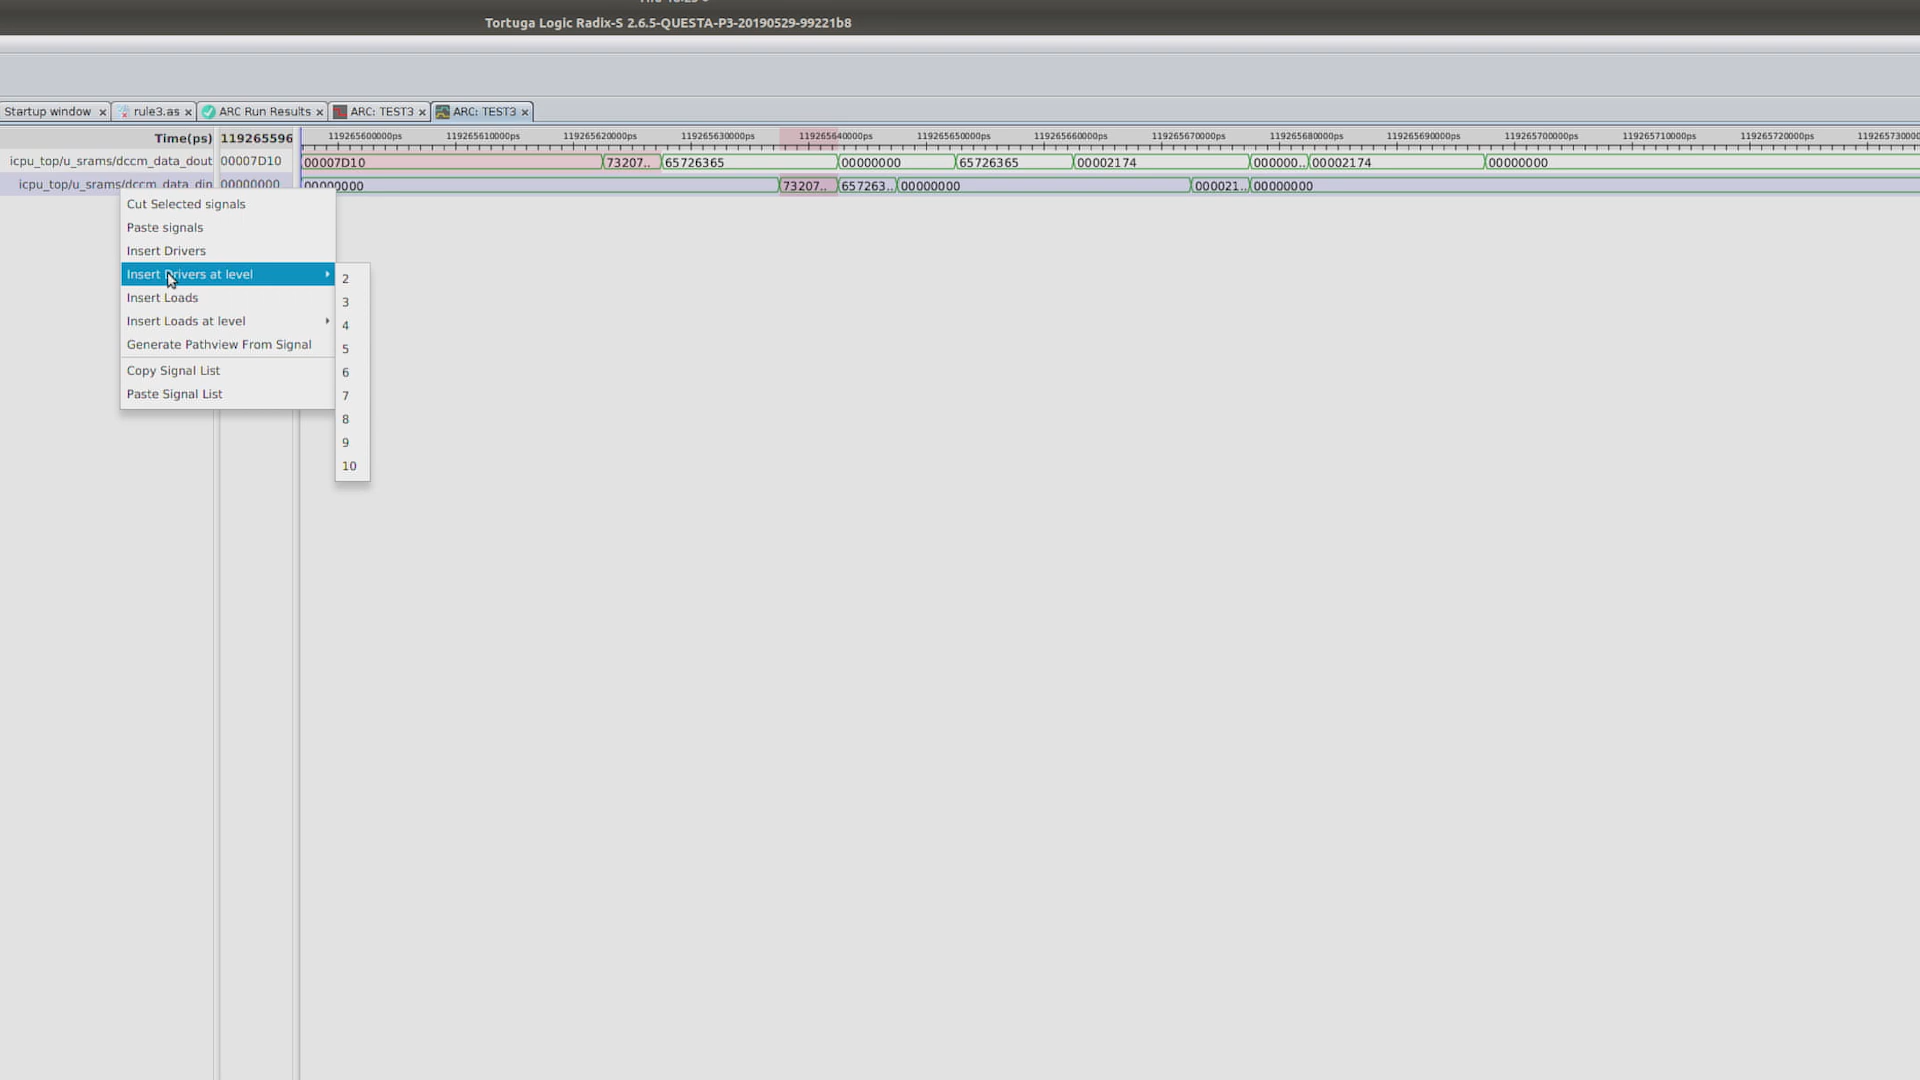 Tortuga Logic Radix-S 2.6.5-QUESTA-P3-20190529-99221b8
Startup window × rule3.as × ARC Run Results × ARC: TEST3 × ARC: TEST3 ×
Time(ps) 119265596 119265600000ps 119265610000ps 119265620000ps 119265630000ps 119265640000ps 119265650000ps 119265660000ps 119265670000ps 119265680000ps 119265690000ps 119265700000ps 119265710000ps 119265720000ps 11926573000
icpu_top/u_srams/dccm_data_dout 00007D10 00007D10 73207.. 65726365 00000000 65726365 00002174 000000.. 00002174 00000000
icpu_top/u_srams/dccm_data_din 00000000 00000000 73207.. 657263.. 00000000 000021.. 00000000
Cut Selected signals
Paste signals
Insert Drivers
Insert Drivers at level
Insert Loads
Insert Loads at level
Generate Pathview From Signal
Copy Signal List
Paste Signal List
2
3
4
5
6
7
8
9
10